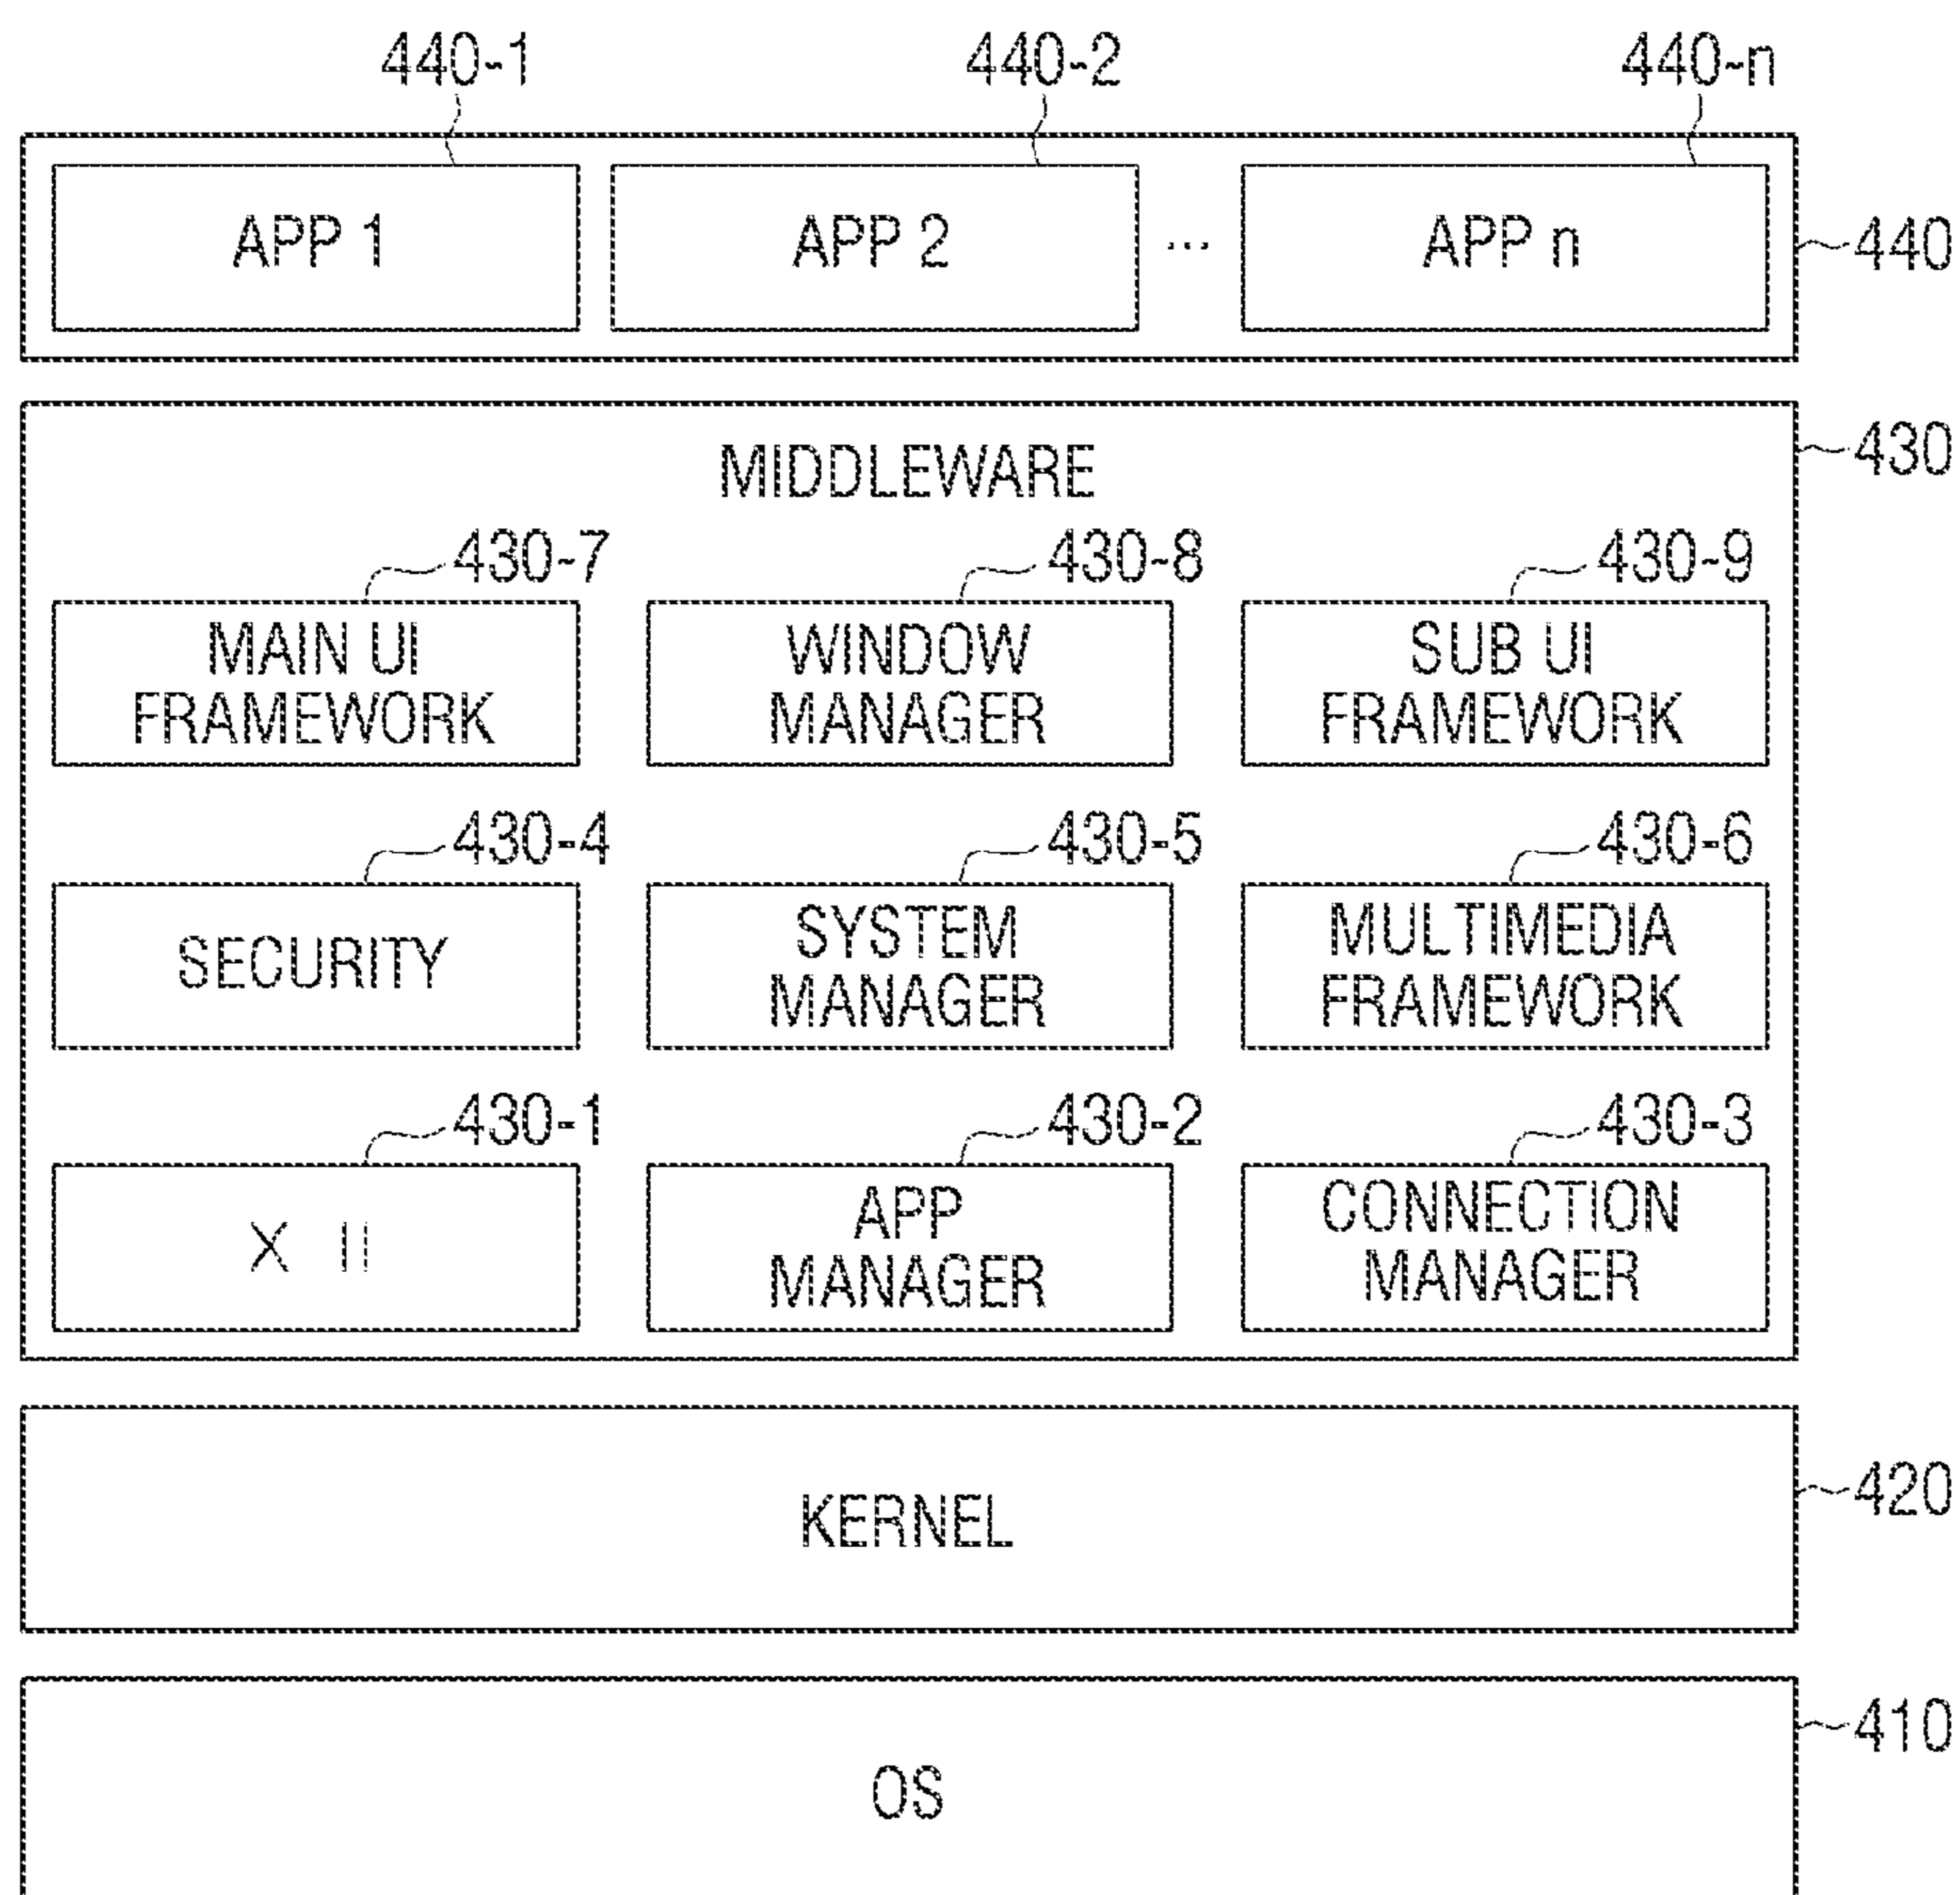 440-1 440-2 440-n
APP 1 APP 2 ... APP n 440
MIDDLEWARE 430
430-7 430-8 430-9
MAIN UI FRAMEWORK
WINDOW MANAGER
SUB UI FRAMEWORK
430-4 430-5 430-6
SECURITY
SYSTEM MANAGER
MULTIMEDIA FRAMEWORK
430-1 430-2 430-3
X II
APP MANAGER
CONNECTION MANAGER
KERNEL 420
OS 410